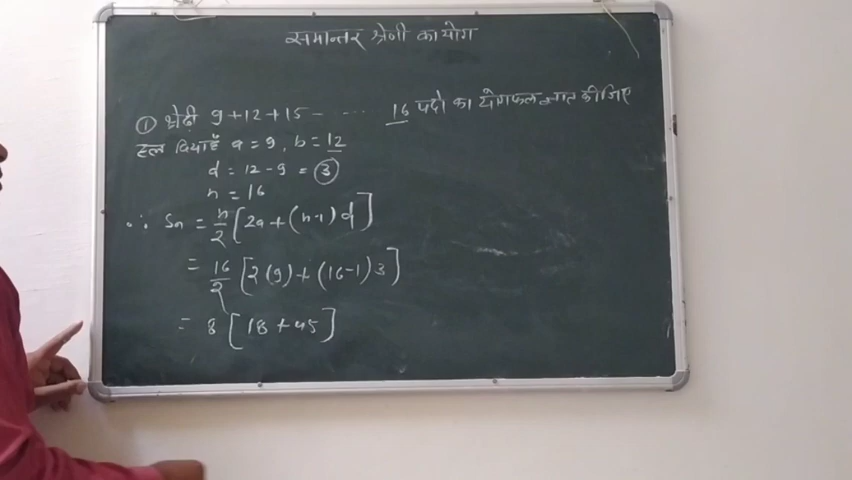 समान्तर श्रेणी का योग
① श्रेढ़ी 9+12+15 - ...... 16 पदो का योगफल ज्ञात कीजिए
हल दिया है a = 9, b = 12
d = 12-9 = 3
n = 16
∴ Sn = n/2 [2a + (n-1) d]
= 16/2 [2(9) + (16-1) 3]
= 8 [18 + 45]